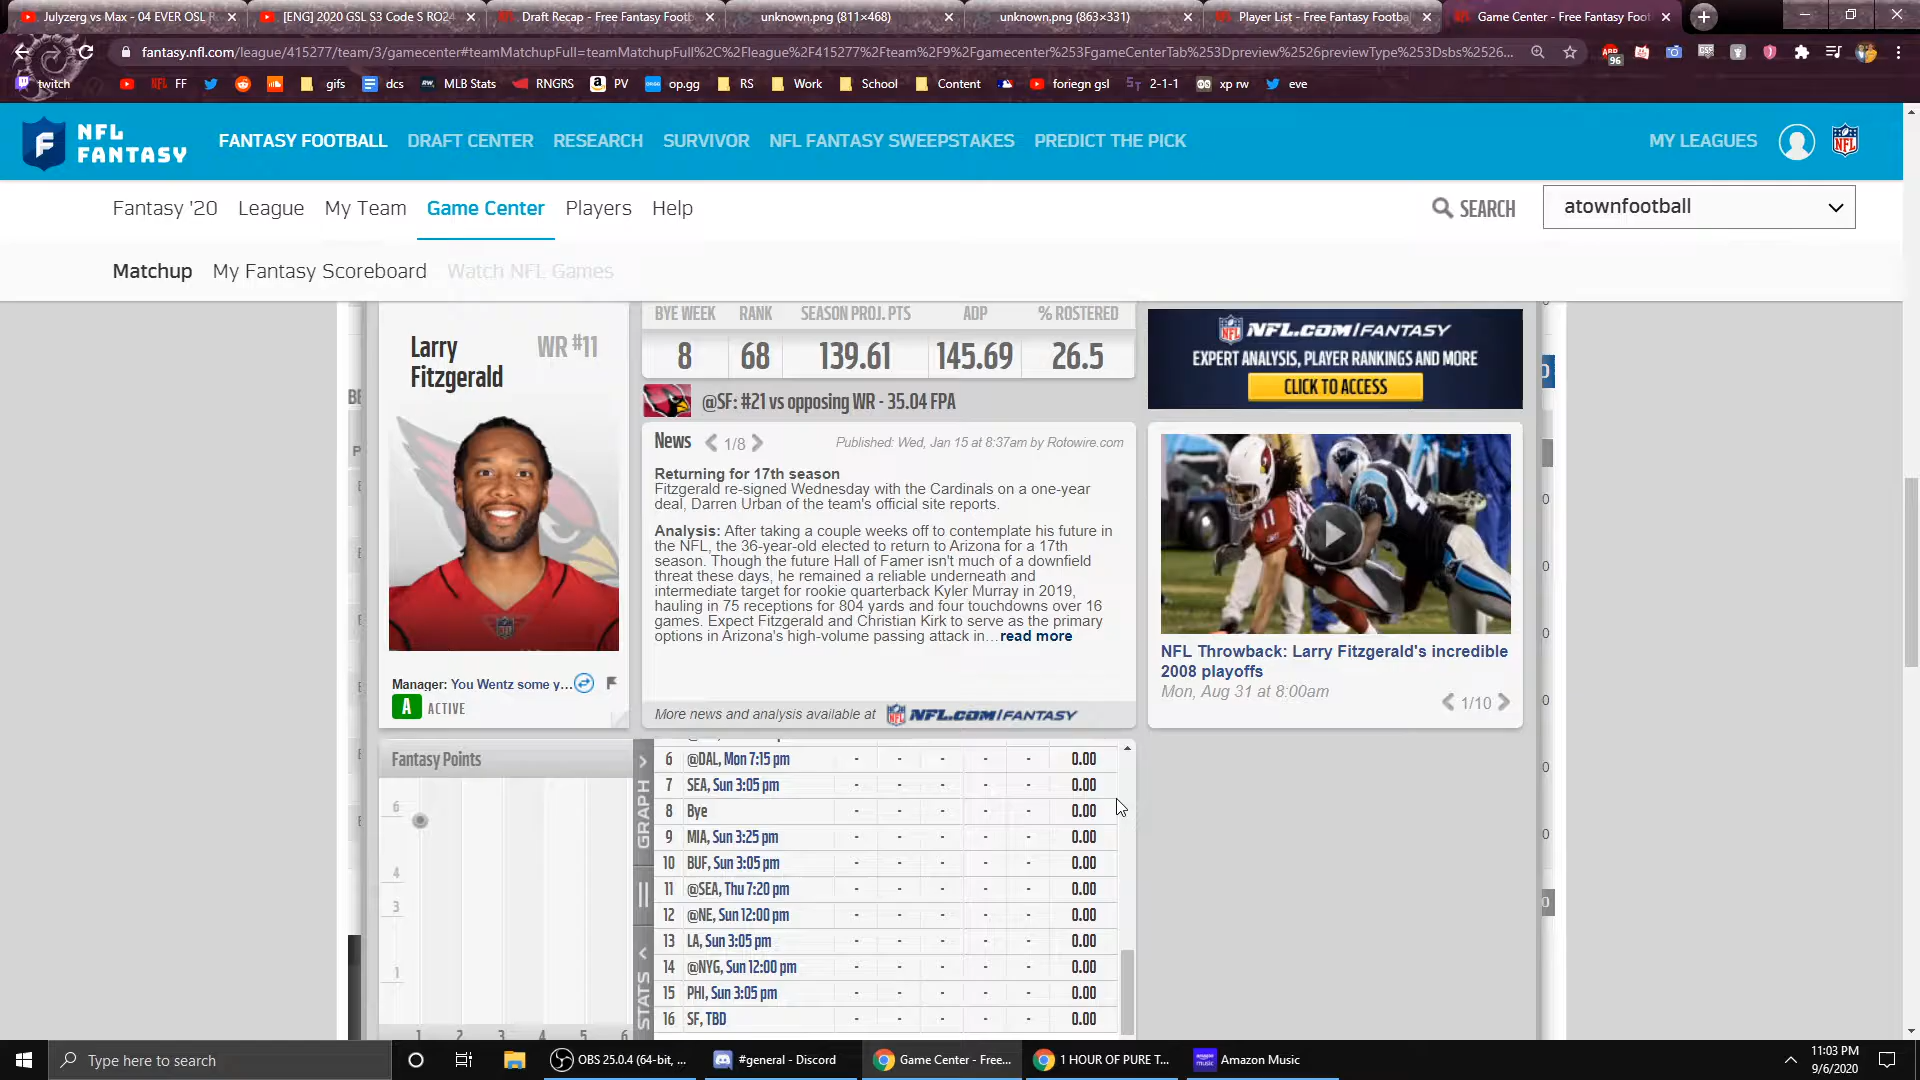 Julyzerg vs Max - 04 EVER OSL R
[ENG] 2020 GSL S3 Code S RO24
Draft Recap - Free Fantasy Footb
unknown.png (811×468)
unknown.png (863×331)
Player List - Free Fantasy Footba
Game Center - Free Fantasy Foot
fantasy.nfl.com/league/415277/team/3/gamecenter#teamMatchupFull=teamMatchupFull%2C%2Fleague%2F415277%2Fteam%2F9%2Fgamecenter%253FgameCenterTab%253Dpreview%2526previewType%253Dsbs%2526...
96
twitch
FF
gifs
dcs
MLB Stats
RNGRS
PV
op.gg
RS
Work
School
Content
foriegn gsl
2-1-1
xp rw
eve
NFL
FANTASY
FANTASY FOOTBALL
DRAFT CENTER
RESEARCH
SURVIVOR
NFL FANTASY SWEEPSTAKES
PREDICT THE PICK
MY LEAGUES
Fantasy '20
League
My Team
Game Center
Players
Help
SEARCH
atownfootball
Matchup
My Fantasy Scoreboard
Watch NFL Games
Larry
Fitzgerald
WR #11
BYE WEEK RANK SEASON PROJ. PTS ADP % ROSTERED
8 68 139.61 145.69 26.5
@SF: #21 vs opposing WR - 35.04 FPA
NFL.COM/FANTASY
EXPERT ANALYSIS, PLAYER RANKINGS AND MORE
CLICK TO ACCESS
News 1/8 Published: Wed, Jan 15 at 8:37am by Rotowire.com
Returning for 17th season
Fitzgerald re-signed Wednesday with the Cardinals on a one-year
deal, Darren Urban of the team's official site reports.
Analysis: After taking a couple weeks off to contemplate his future in
the NFL, the 36-year-old elected to return to Arizona for a 17th
season. Though the future Hall of Famer isn't much of a downfield
threat these days, he remained a reliable underneath and
intermediate target for rookie quarterback Kyler Murray in 2019,
hauling in 75 receptions for 804 yards and four touchdowns over 16
games. Expect Fitzgerald and Christian Kirk to serve as the primary
options in Arizona's high-volume passing attack in...read more
More news and analysis available at NFL.COM/FANTASY
NFL Throwback: Larry Fitzgerald's incredible
2008 playoffs
Mon, Aug 31 at 8:00am
1/10
Manager: You Wentz some y...
A ACTIVE
Fantasy Points
6
4
3
1
1 2 3 4 5 6
GRAPH
STATS
6 @DAL, Mon 7:15 pm - - - - - 0.00
7 SEA, Sun 3:05 pm - - - - - 0.00
8 Bye 0.00
9 MIA, Sun 3:25 pm - - - - - 0.00
10 BUF, Sun 3:05 pm - - - - - 0.00
11 @SEA, Thu 7:20 pm - - - - - 0.00
12 @NE, Sun 12:00 pm - - - - - 0.00
13 LA, Sun 3:05 pm - - - - - 0.00
14 @NYG, Sun 12:00 pm - - - - - 0.00
15 PHI, Sun 3:05 pm - - - - - 0.00
16 SF, TBD - - - - - 0.00
Type here to search
OBS 25.0.4 (64-bit, ...
#general - Discord
Game Center - Free...
1 HOUR OF PURE T...
Amazon Music
11:03 PM
9/6/2020